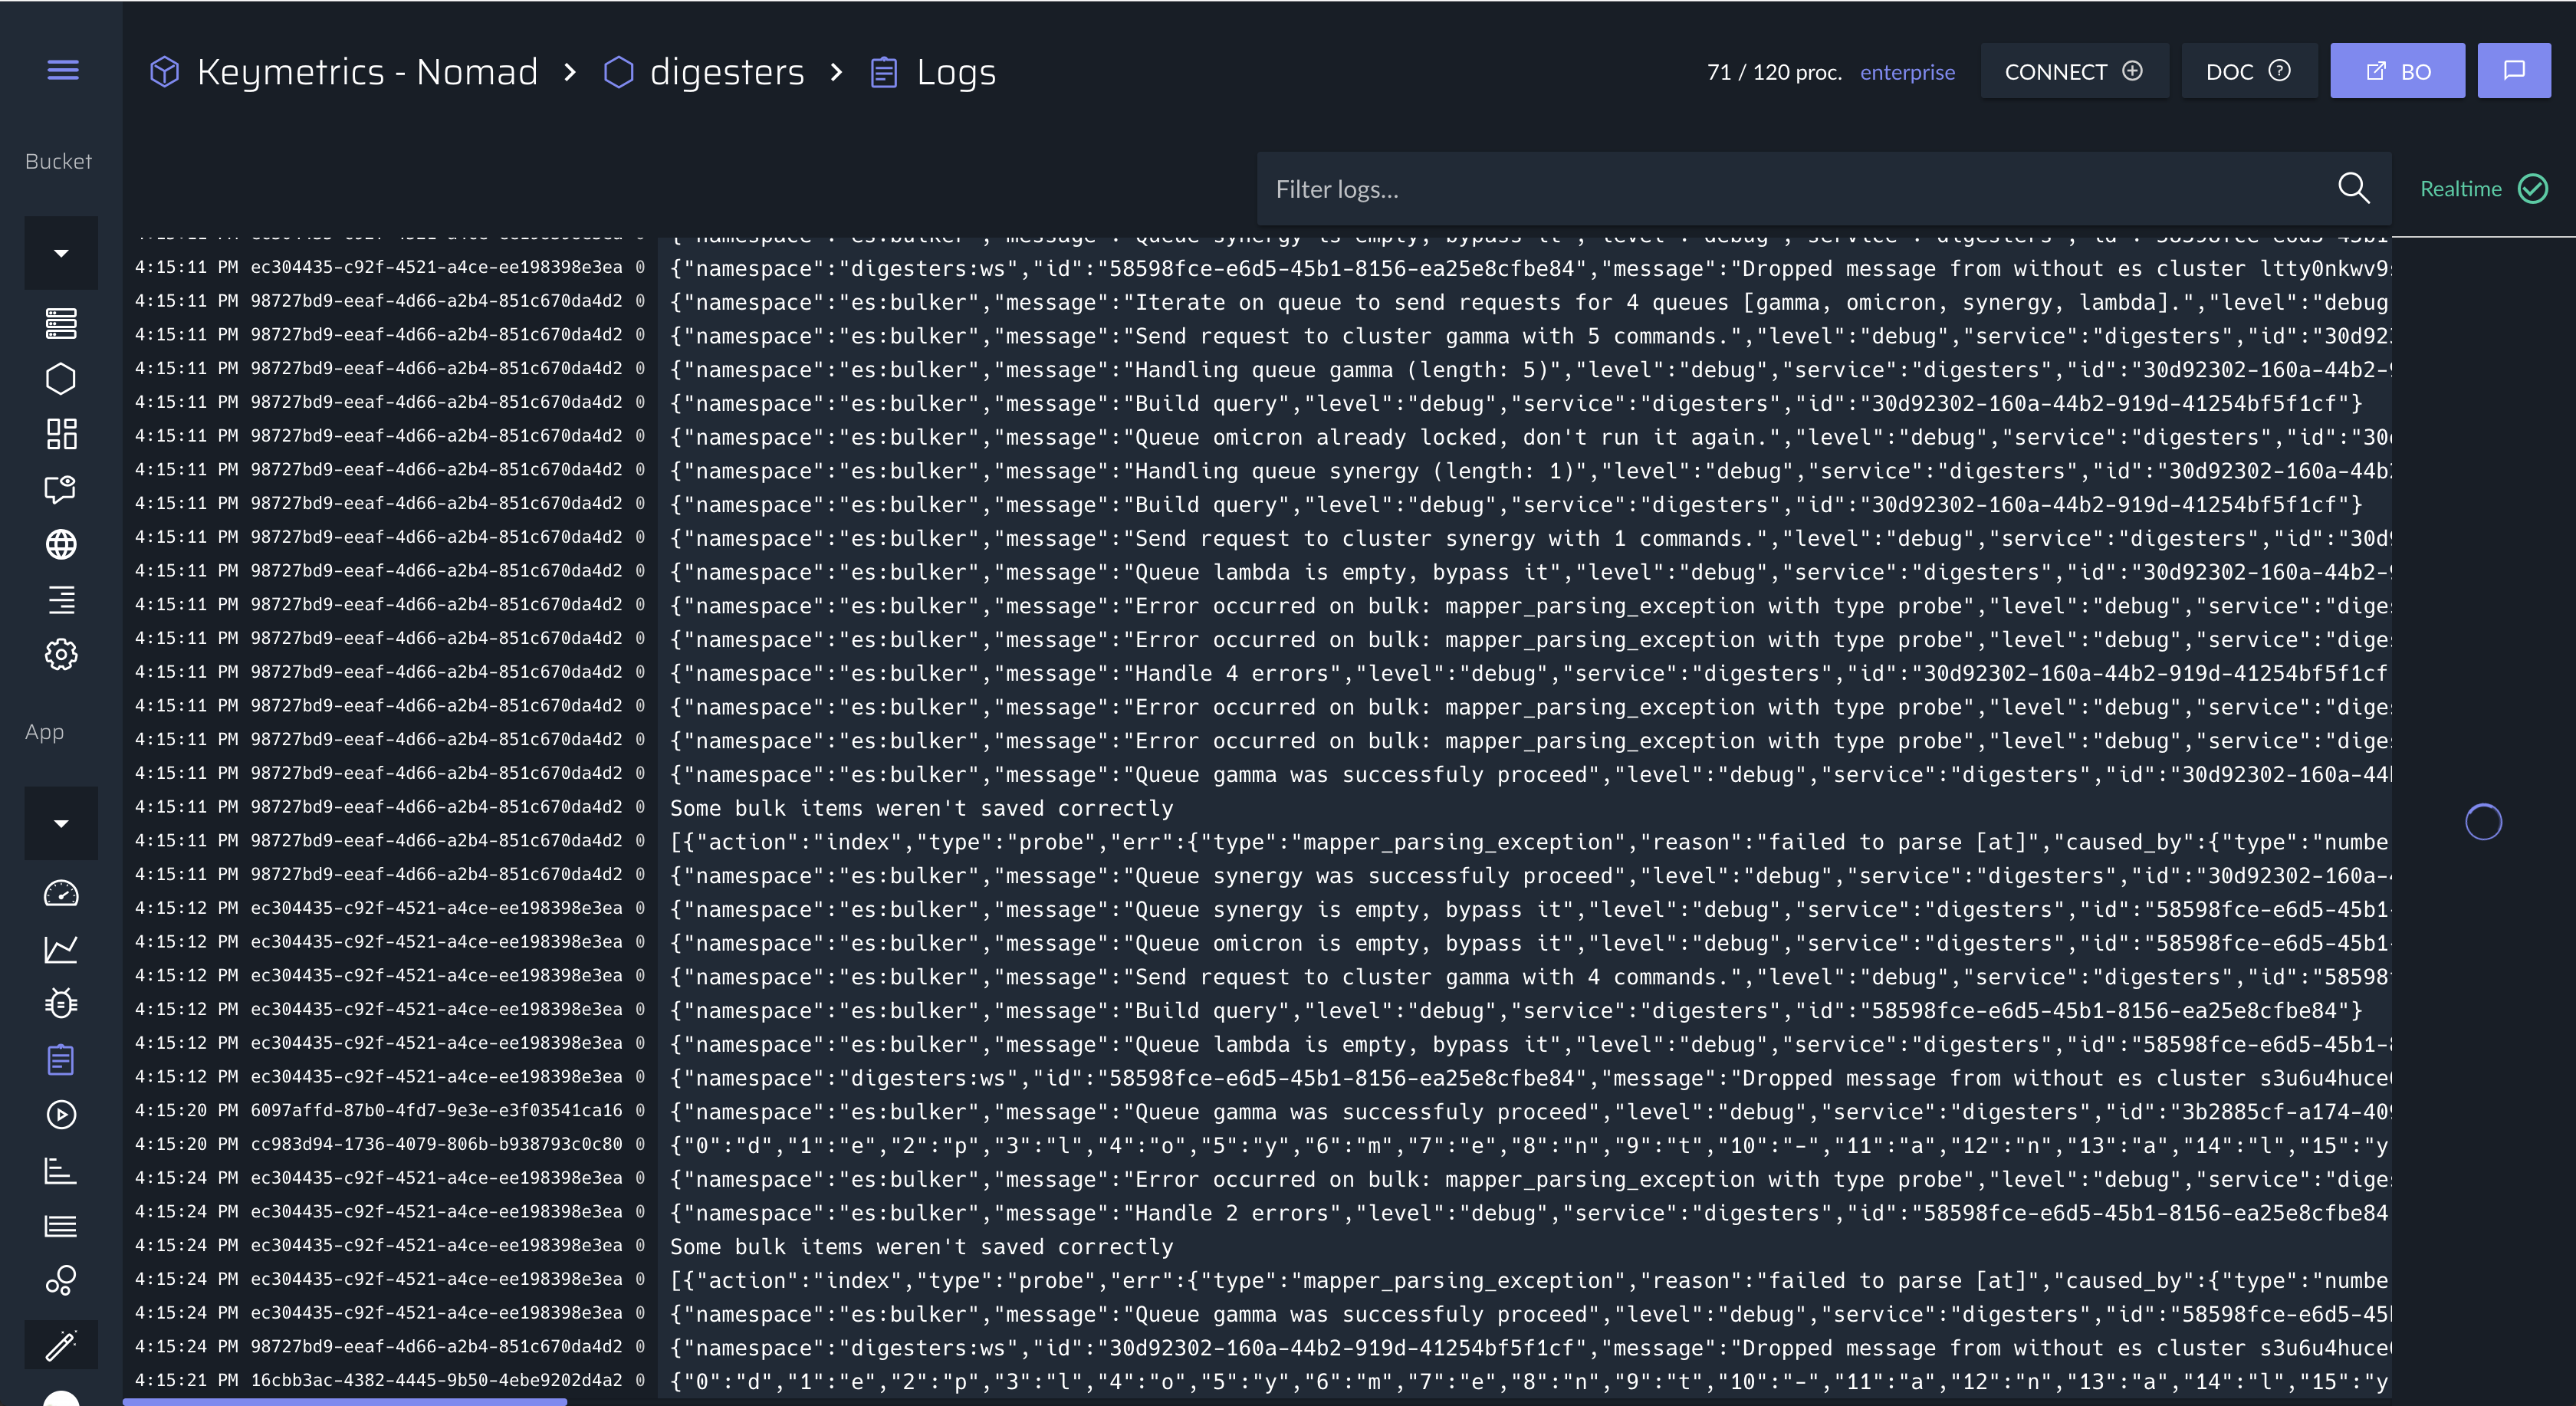 Keymetrics - Nomad > digesters > Logs
71 / 120 proc. enterprise CONNECT DOC BO
Bucket
Filter logs...
Realtime
4:15:11 PM ec304435-c92f-4521-a4ce-ee198398e3ea 0 {"namespace":"es:bulker","message":"Queue synergy is empty, bypass it","level":"debug","service":"digesters","id":"58598fce-e6d5-45b1
4:15:11 PM ec304435-c92f-4521-a4ce-ee198398e3ea 0 {"namespace":"digesters:ws","id":"58598fce-e6d5-45b1-8156-ea25e8cfbe84","message":"Dropped message from without es cluster ltty0nkwv9
4:15:11 PM 98727bd9-eeaf-4d66-a2b4-851c670da4d2 0 {"namespace":"es:bulker","message":"Iterate on queue to send requests for 4 queues [gamma, omicron, synergy, lambda].","level":"debug
4:15:11 PM 98727bd9-eeaf-4d66-a2b4-851c670da4d2 0 {"namespace":"es:bulker","message":"Send request to cluster gamma with 5 commands.","level":"debug","service":"digesters","id":"30d92
4:15:11 PM 98727bd9-eeaf-4d66-a2b4-851c670da4d2 0 {"namespace":"es:bulker","message":"Handling queue gamma (length: 5)","level":"debug","service":"digesters","id":"30d92302-160a-44b2-
4:15:11 PM 98727bd9-eeaf-4d66-a2b4-851c670da4d2 0 {"namespace":"es:bulker","message":"Build query","level":"debug","service":"digesters","id":"30d92302-160a-44b2-919d-41254bf5f1cf"}
4:15:11 PM 98727bd9-eeaf-4d66-a2b4-851c670da4d2 0 {"namespace":"es:bulker","message":"Queue omicron already locked, don't run it again.","level":"debug","service":"digesters","id":"30
4:15:11 PM 98727bd9-eeaf-4d66-a2b4-851c670da4d2 0 {"namespace":"es:bulker","message":"Handling queue synergy (length: 1)","level":"debug","service":"digesters","id":"30d92302-160a-44b
4:15:11 PM 98727bd9-eeaf-4d66-a2b4-851c670da4d2 0 {"namespace":"es:bulker","message":"Build query","level":"debug","service":"digesters","id":"30d92302-160a-44b2-919d-41254bf5f1cf"}
4:15:11 PM 98727bd9-eeaf-4d66-a2b4-851c670da4d2 0 {"namespace":"es:bulker","message":"Send request to cluster synergy with 1 commands.","level":"debug","service":"digesters","id":"30d
4:15:11 PM 98727bd9-eeaf-4d66-a2b4-851c670da4d2 0 {"namespace":"es:bulker","message":"Queue lambda is empty, bypass it","level":"debug","service":"digesters","id":"30d92302-160a-44b2-
4:15:11 PM 98727bd9-eeaf-4d66-a2b4-851c670da4d2 0 {"namespace":"es:bulker","message":"Error occurred on bulk: mapper_parsing_exception with type probe","level":"debug","service":"dige
4:15:11 PM 98727bd9-eeaf-4d66-a2b4-851c670da4d2 0 {"namespace":"es:bulker","message":"Error occurred on bulk: mapper_parsing_exception with type probe","level":"debug","service":"dige
4:15:11 PM 98727bd9-eeaf-4d66-a2b4-851c670da4d2 0 {"namespace":"es:bulker","message":"Handle 4 errors","level":"debug","service":"digesters","id":"30d92302-160a-44b2-919d-41254bf5f1cf
4:15:11 PM 98727bd9-eeaf-4d66-a2b4-851c670da4d2 0 {"namespace":"es:bulker","message":"Error occurred on bulk: mapper_parsing_exception with type probe","level":"debug","service":"dige
App
4:15:11 PM 98727bd9-eeaf-4d66-a2b4-851c670da4d2 0 {"namespace":"es:bulker","message":"Error occurred on bulk: mapper_parsing_exception with type probe","level":"debug","service":"dige
4:15:11 PM 98727bd9-eeaf-4d66-a2b4-851c670da4d2 0 {"namespace":"es:bulker","message":"Queue gamma was successfuly proceed","level":"debug","service":"digesters","id":"30d92302-160a-44
4:15:11 PM 98727bd9-eeaf-4d66-a2b4-851c670da4d2 0 Some bulk items weren't saved correctly
4:15:11 PM 98727bd9-eeaf-4d66-a2b4-851c670da4d2 0 [{"action":"index","type":"probe","err":{"type":"mapper_parsing_exception","reason":"failed to parse [at]","caused_by":{"type":"numbe
4:15:11 PM 98727bd9-eeaf-4d66-a2b4-851c670da4d2 0 {"namespace":"es:bulker","message":"Queue synergy was successfuly proceed","level":"debug","service":"digesters","id":"30d92302-160a-
4:15:12 PM ec304435-c92f-4521-a4ce-ee198398e3ea 0 {"namespace":"es:bulker","message":"Queue synergy is empty, bypass it","level":"debug","service":"digesters","id":"58598fce-e6d5-45b1
4:15:12 PM ec304435-c92f-4521-a4ce-ee198398e3ea 0 {"namespace":"es:bulker","message":"Queue omicron is empty, bypass it","level":"debug","service":"digesters","id":"58598fce-e6d5-45b1
4:15:12 PM ec304435-c92f-4521-a4ce-ee198398e3ea 0 {"namespace":"es:bulker","message":"Send request to cluster gamma with 4 commands.","level":"debug","service":"digesters","id":"58598
4:15:12 PM ec304435-c92f-4521-a4ce-ee198398e3ea 0 {"namespace":"es:bulker","message":"Build query","level":"debug","service":"digesters","id":"58598fce-e6d5-45b1-8156-ea25e8cfbe84"}
4:15:12 PM ec304435-c92f-4521-a4ce-ee198398e3ea 0 {"namespace":"es:bulker","message":"Queue lambda is empty, bypass it","level":"debug","service":"digesters","id":"58598fce-e6d5-45b1-
4:15:12 PM ec304435-c92f-4521-a4ce-ee198398e3ea 0 {"namespace":"digesters:ws","id":"58598fce-e6d5-45b1-8156-ea25e8cfbe84","message":"Dropped message from without es cluster s3u6u4huce
4:15:20 PM 6097affd-87b0-4fd7-9e3e-e3f03541ca16 0 {"namespace":"es:bulker","message":"Queue gamma was successfuly proceed","level":"debug","service":"digesters","id":"3b2885cf-a174-40
4:15:20 PM cc983d94-1736-4079-806b-b938793c0c80 0 {"0":"d","1":"e","2":"p","3":"l","4":"o","5":"y","6":"m","7":"e","8":"n","9":"t","10":"-","11":"a","12":"n","13":"a","14":"l","15":"y
4:15:24 PM ec304435-c92f-4521-a4ce-ee198398e3ea 0 {"namespace":"es:bulker","message":"Error occurred on bulk: mapper_parsing_exception with type probe","level":"debug","service":"dige
4:15:24 PM ec304435-c92f-4521-a4ce-ee198398e3ea 0 {"namespace":"es:bulker","message":"Handle 2 errors","level":"debug","service":"digesters","id":"58598fce-e6d5-45b1-8156-ea25e8cfbe84
4:15:24 PM ec304435-c92f-4521-a4ce-ee198398e3ea 0 Some bulk items weren't saved correctly
4:15:24 PM ec304435-c92f-4521-a4ce-ee198398e3ea 0 [{"action":"index","type":"probe","err":{"type":"mapper_parsing_exception","reason":"failed to parse [at]","caused_by":{"type":"numbe
4:15:24 PM ec304435-c92f-4521-a4ce-ee198398e3ea 0 {"namespace":"es:bulker","message":"Queue gamma was successfuly proceed","level":"debug","service":"digesters","id":"58598fce-e6d5-45
4:15:24 PM 98727bd9-eeaf-4d66-a2b4-851c670da4d2 0 {"namespace":"digesters:ws","id":"30d92302-160a-44b2-919d-41254bf5f1cf","message":"Dropped message from without es cluster s3u6u4huce
4:15:21 PM 16cbb3ac-4382-4445-9b50-4ebe9202d4a2 0 {"0":"d","1":"e","2":"p","3":"l","4":"o","5":"y","6":"m","7":"e","8":"n","9":"t","10":"-","11":"a","12":"n","13":"a","14":"l","15":"y